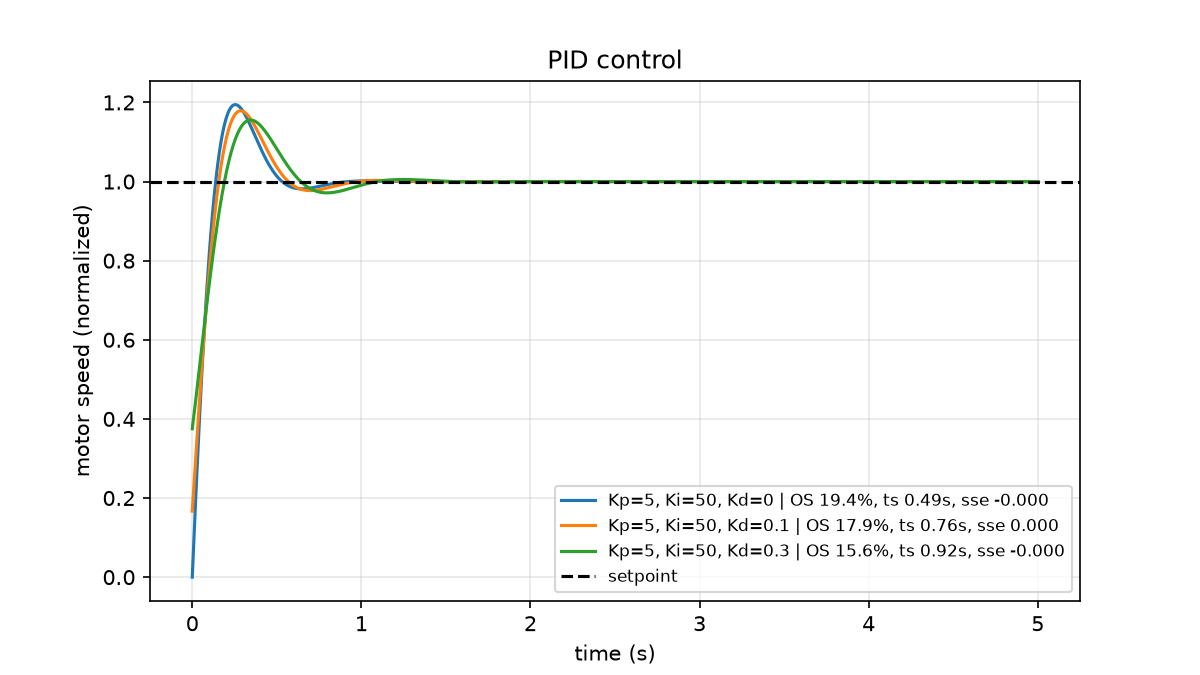 PID control
motor speed (normalized)
1.2
1.0
0.8
0.6
0.4
0.2
0.0
Kp=5, Ki=50, Kd=0 | OS 19.4%, ts 0.49s, sse -0.000
Kp=5, Ki=50, Kd=0.1 | OS 17.9%, ts 0.76s, sse 0.000
Kp=5, Ki=50, Kd=0.3 | OS 15.6%, ts 0.92s, sse -0.000
setpoint
0 1 2 3 4 5
time (s)